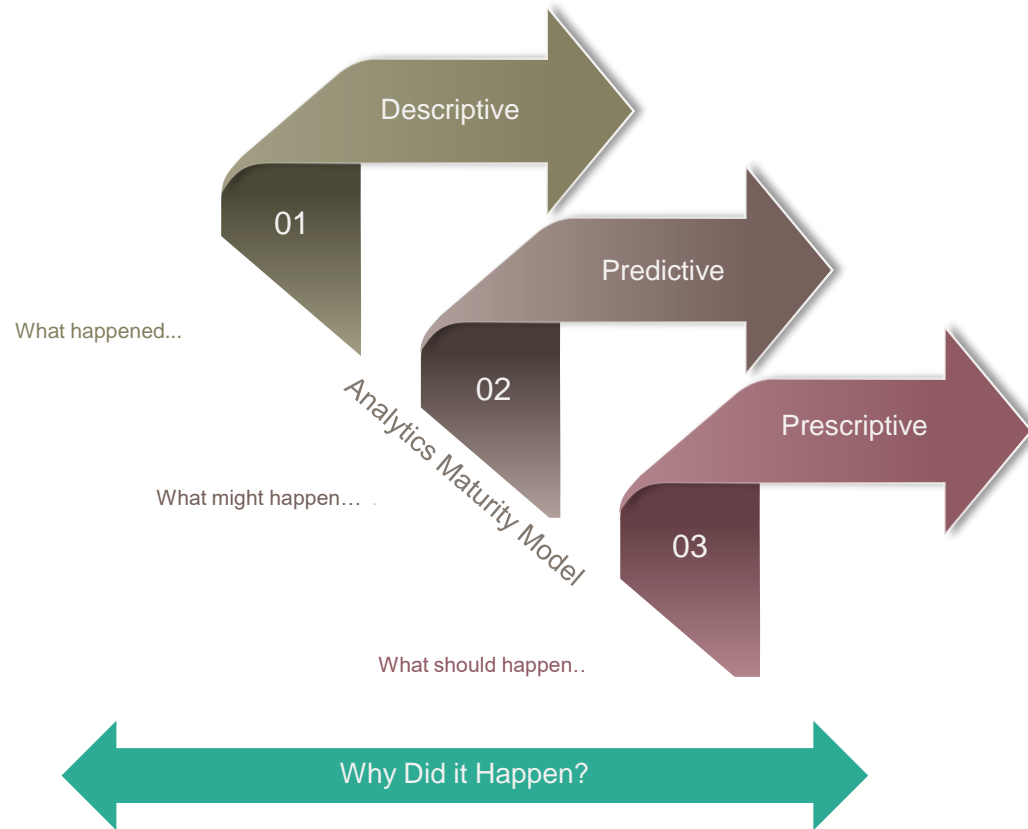 Descriptive
01
What happened...
Predictive
02
Analytics Maturity Model
What might happen…
Prescriptive
03
What should happen..
Why Did it Happen?